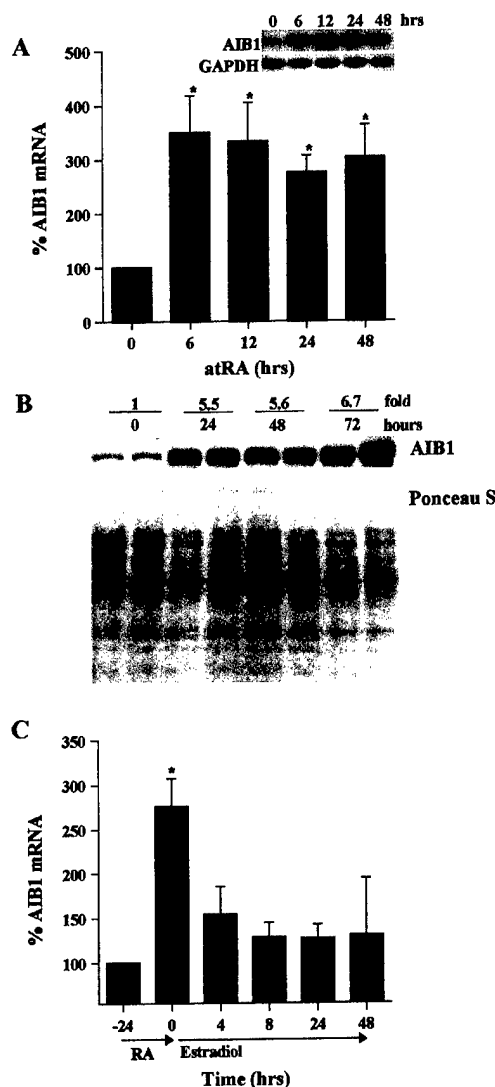 0 6 12 24 48 hrs
A
AIB1
GAPDH
500
400
300
200
100
0
% AIB1 mRNA
* * * *
0 6 12 24 48
atRA (hrs)
B
1 5.5 5.6 6.7 fold
0 24 48 72 hours
AIB1
Ponceau S
C
350
300
250
200
150
100
% AIB1 mRNA
*
-24 0 4 8 24 48
RA Estradiol
Time (hrs)